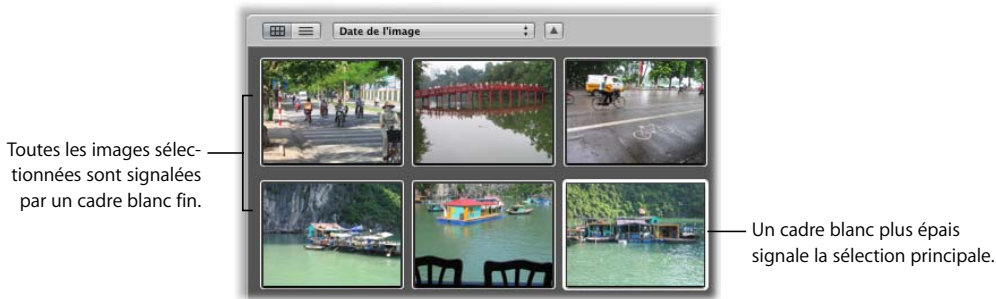 Date de l'image
Toutes les images sélec-
tionnées sont signalées
par un cadre blanc fin.
Un cadre blanc plus épais
signale la sélection principale.